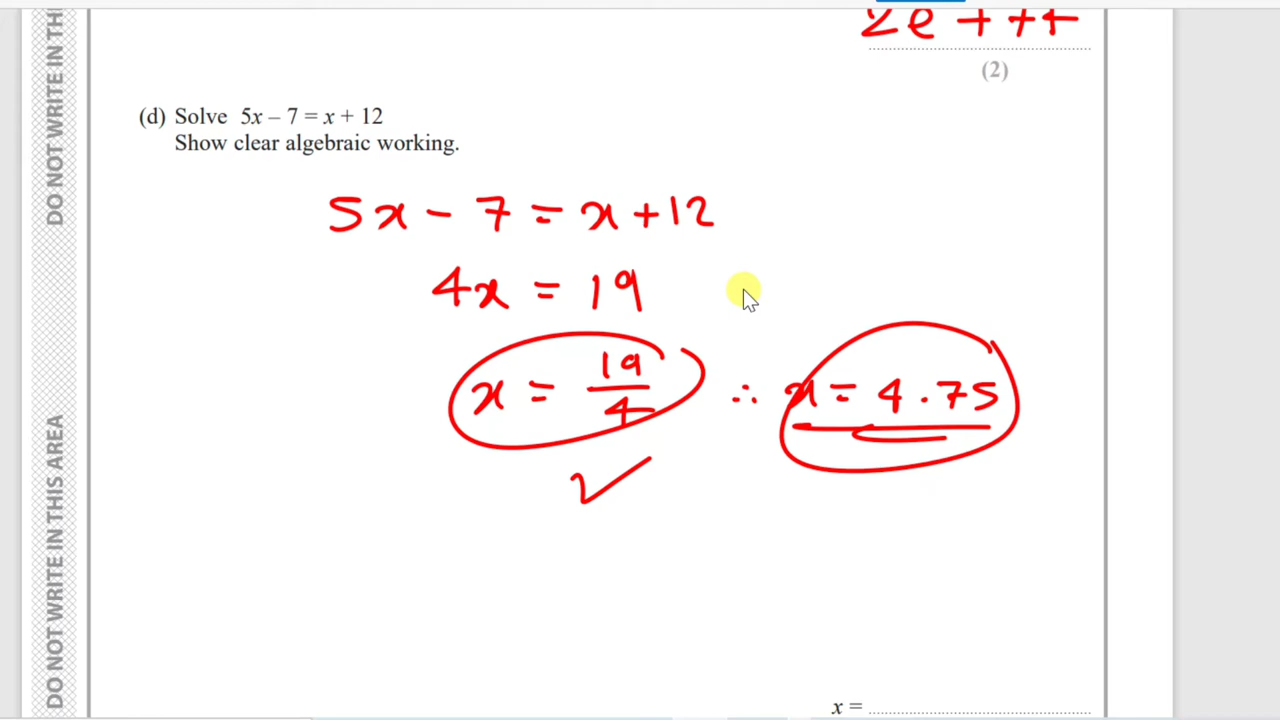 (2)
(d) Solve 5x – 7 = x + 12
Show clear algebraic working.
5x - 7 = x + 12
4x = 19
x = 19/4 ∴ x = 4.75
x =
DO NOT WRITE IN THIS
DO NOT WRITE IN THIS AREA